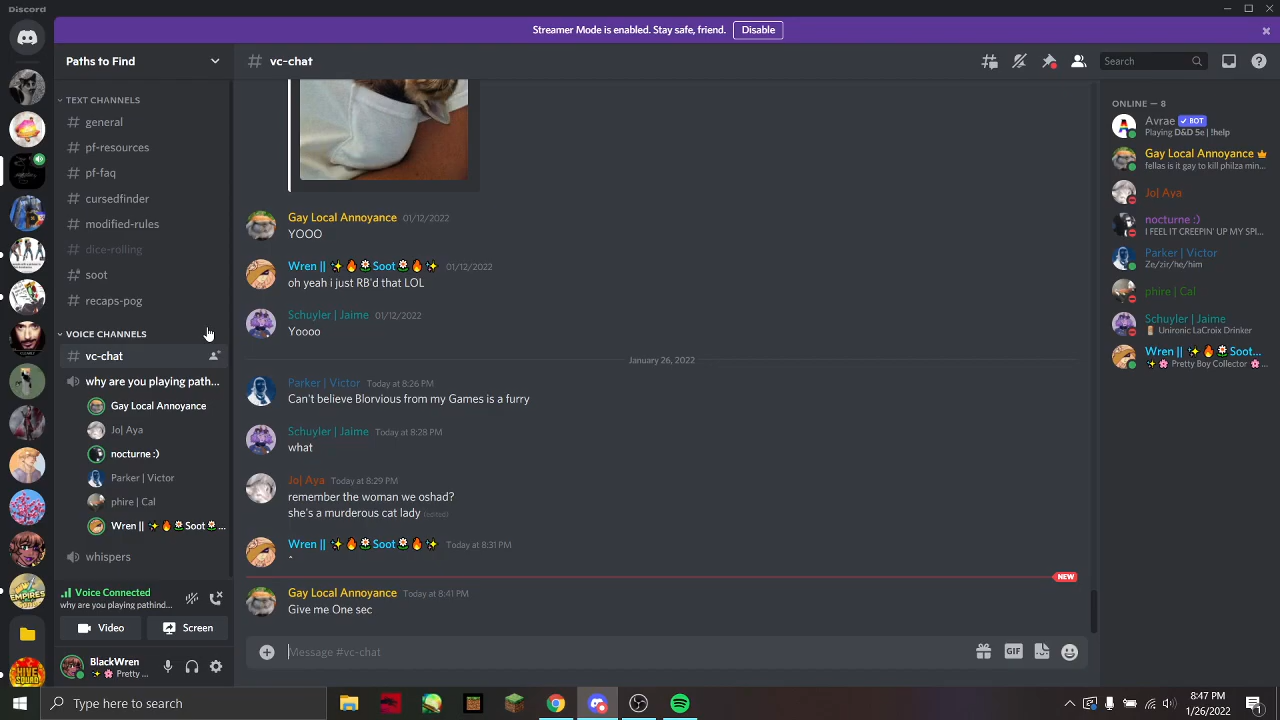 Discord
Streamer Mode is enabled. Stay safe, friend. Disable
Paths to Find
vc-chat
Search
TEXT CHANNELS
general
pf-resources
pf-faq
cursedfinder
modified-rules
dice-rolling
soot
recaps-pog
VOICE CHANNELS
vc-chat
why are you playing path...
Gay Local Annoyance
Jo| Aya
nocturne :)
Parker | Victor
phire | Cal
Wren || ✨🔥🌼Soot🌼...
whispers
Voice Connected
why are you playing pathind...
Video
Screen
BlackWren
✨🌸 Pretty ...
Gay Local Annoyance 01/12/2022
YOOO
Wren || ✨🔥🌼Soot🌼🔥✨ 01/12/2022
oh yeah i just RB'd that LOL
Schuyler | Jaime 01/12/2022
Yoooo
January 26, 2022
Parker | Victor Today at 8:26 PM
Can't believe Blorvious from my Games is a furry
Schuyler | Jaime Today at 8:28 PM
what
Jo| Aya Today at 8:29 PM
remember the woman we oshad?
she's a murderous cat lady (edited)
Wren || ✨🔥🌼Soot🌼🔥✨ Today at 8:31 PM
^
NEW
Gay Local Annoyance Today at 8:41 PM
Give me One sec
Message #vc-chat
GIF
ONLINE — 8
Avrae ✓ BOT
Playing D&D 5e | !help
Gay Local Annoyance
fellas is it gay to kill philza min...
Jo| Aya
nocturne :)
I FEEL IT CREEPIN' UP MY SPI...
Parker | Victor
Ze/zir/he/him
phire | Cal
Schuyler | Jaime
Unironic LaCroix Drinker
Wren || ✨🔥🌼Soot...
✨🌸 Pretty Boy Collector 🌸 ...
Type here to search
8:47 PM
1/26/2022